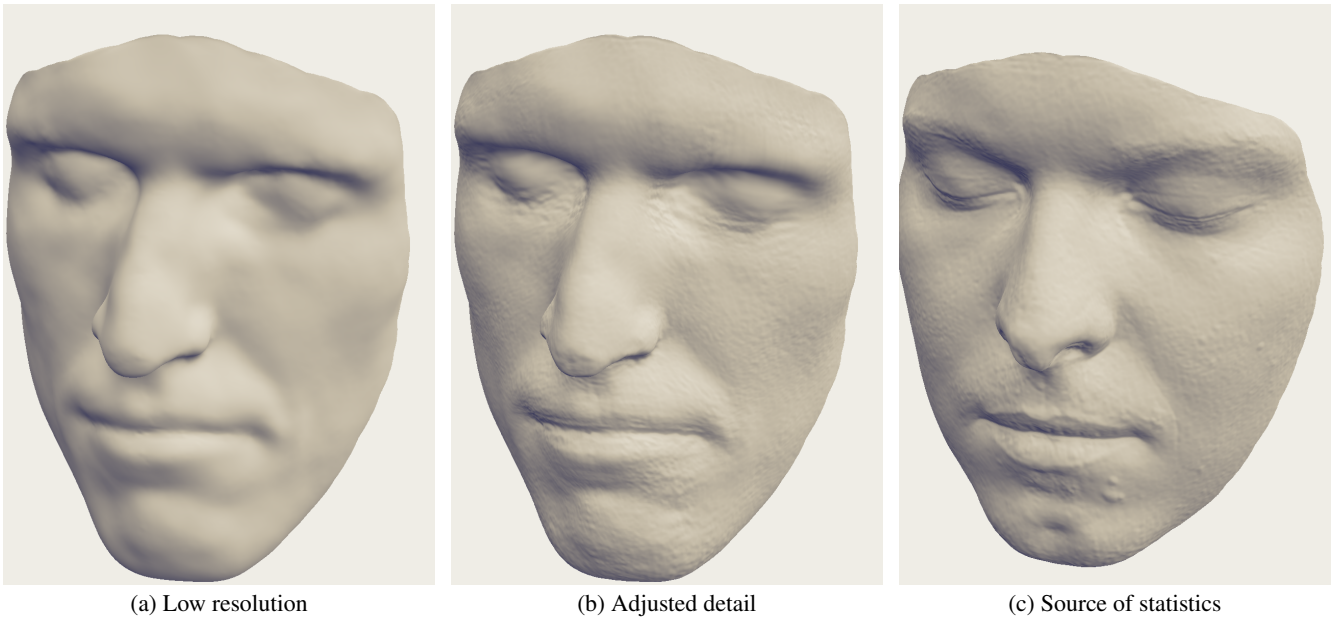 (a) Low resolution
(b) Adjusted detail
(c) Source of statistics